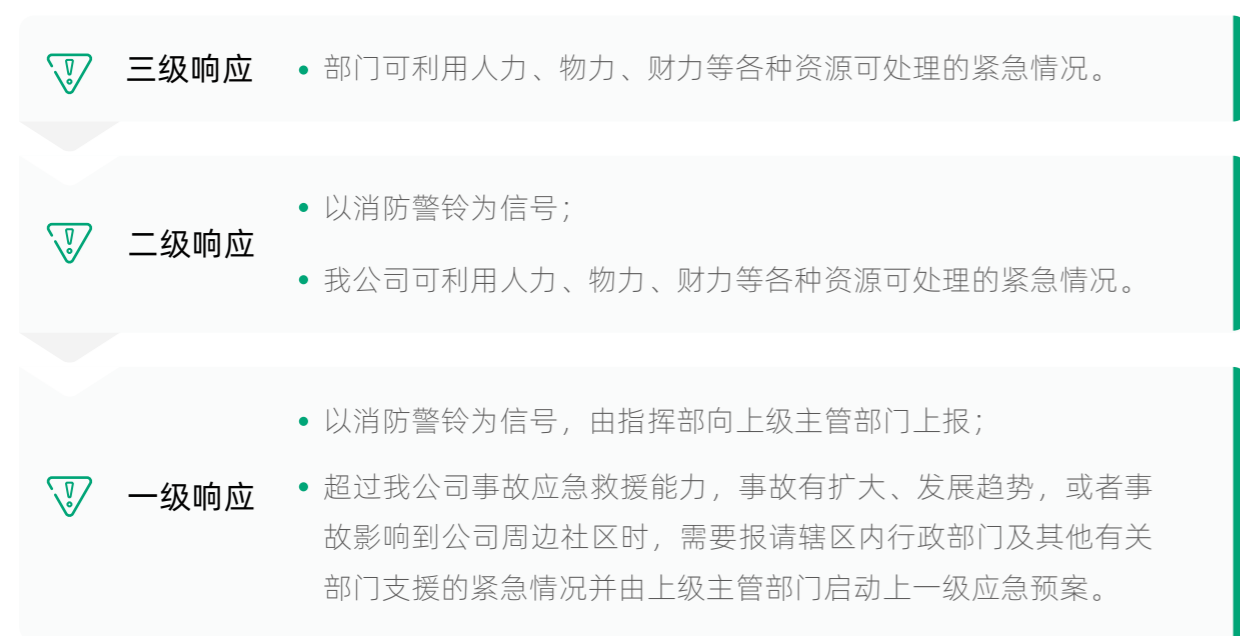 三级响应
• 部门可利用人力、物力、财力等各种资源可处理的紧急情况。
二级响应
• 以消防警铃为信号；
• 我公司可利用人力、物力、财力等各种资源可处理的紧急情况。
一级响应
• 以消防警铃为信号，由指挥部向上级主管部门上报；
• 超过我公司事故应急救援能力，事故有扩大、发展趋势，或者事
故影响到公司周边社区时，需要报请辖区内行政部门及其他有关
部门支援的紧急情况并由上级主管部门启动上一级应急预案。